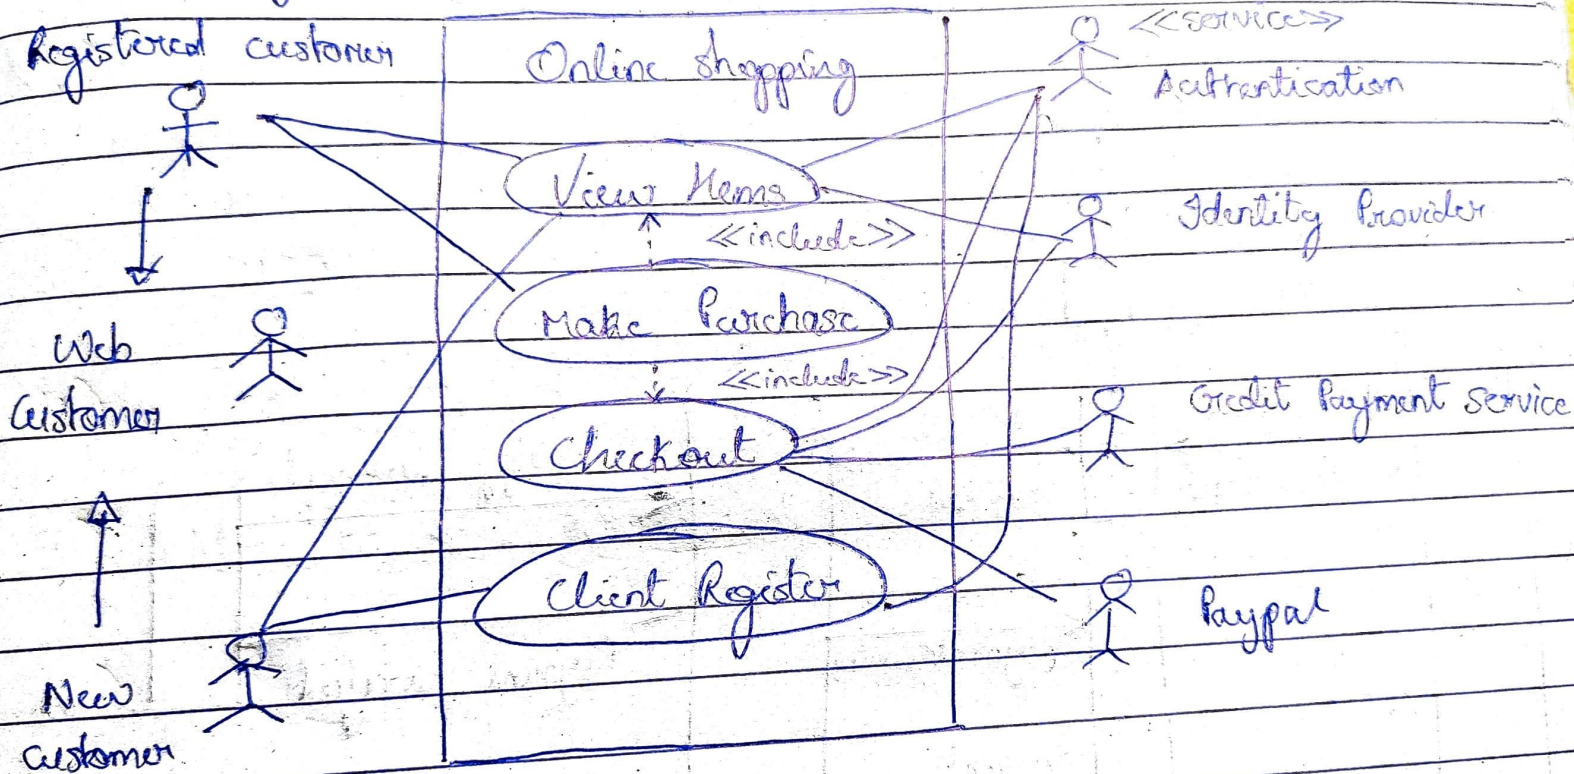 Registered customer
Online shopping
<<service>>
Authentication
View Items
Identity Provider
<<include>>
Make Purchase
Web
Customer
<<include>>
Credit Payment Service
Checkout
Client Register
Paypal
New
Customer